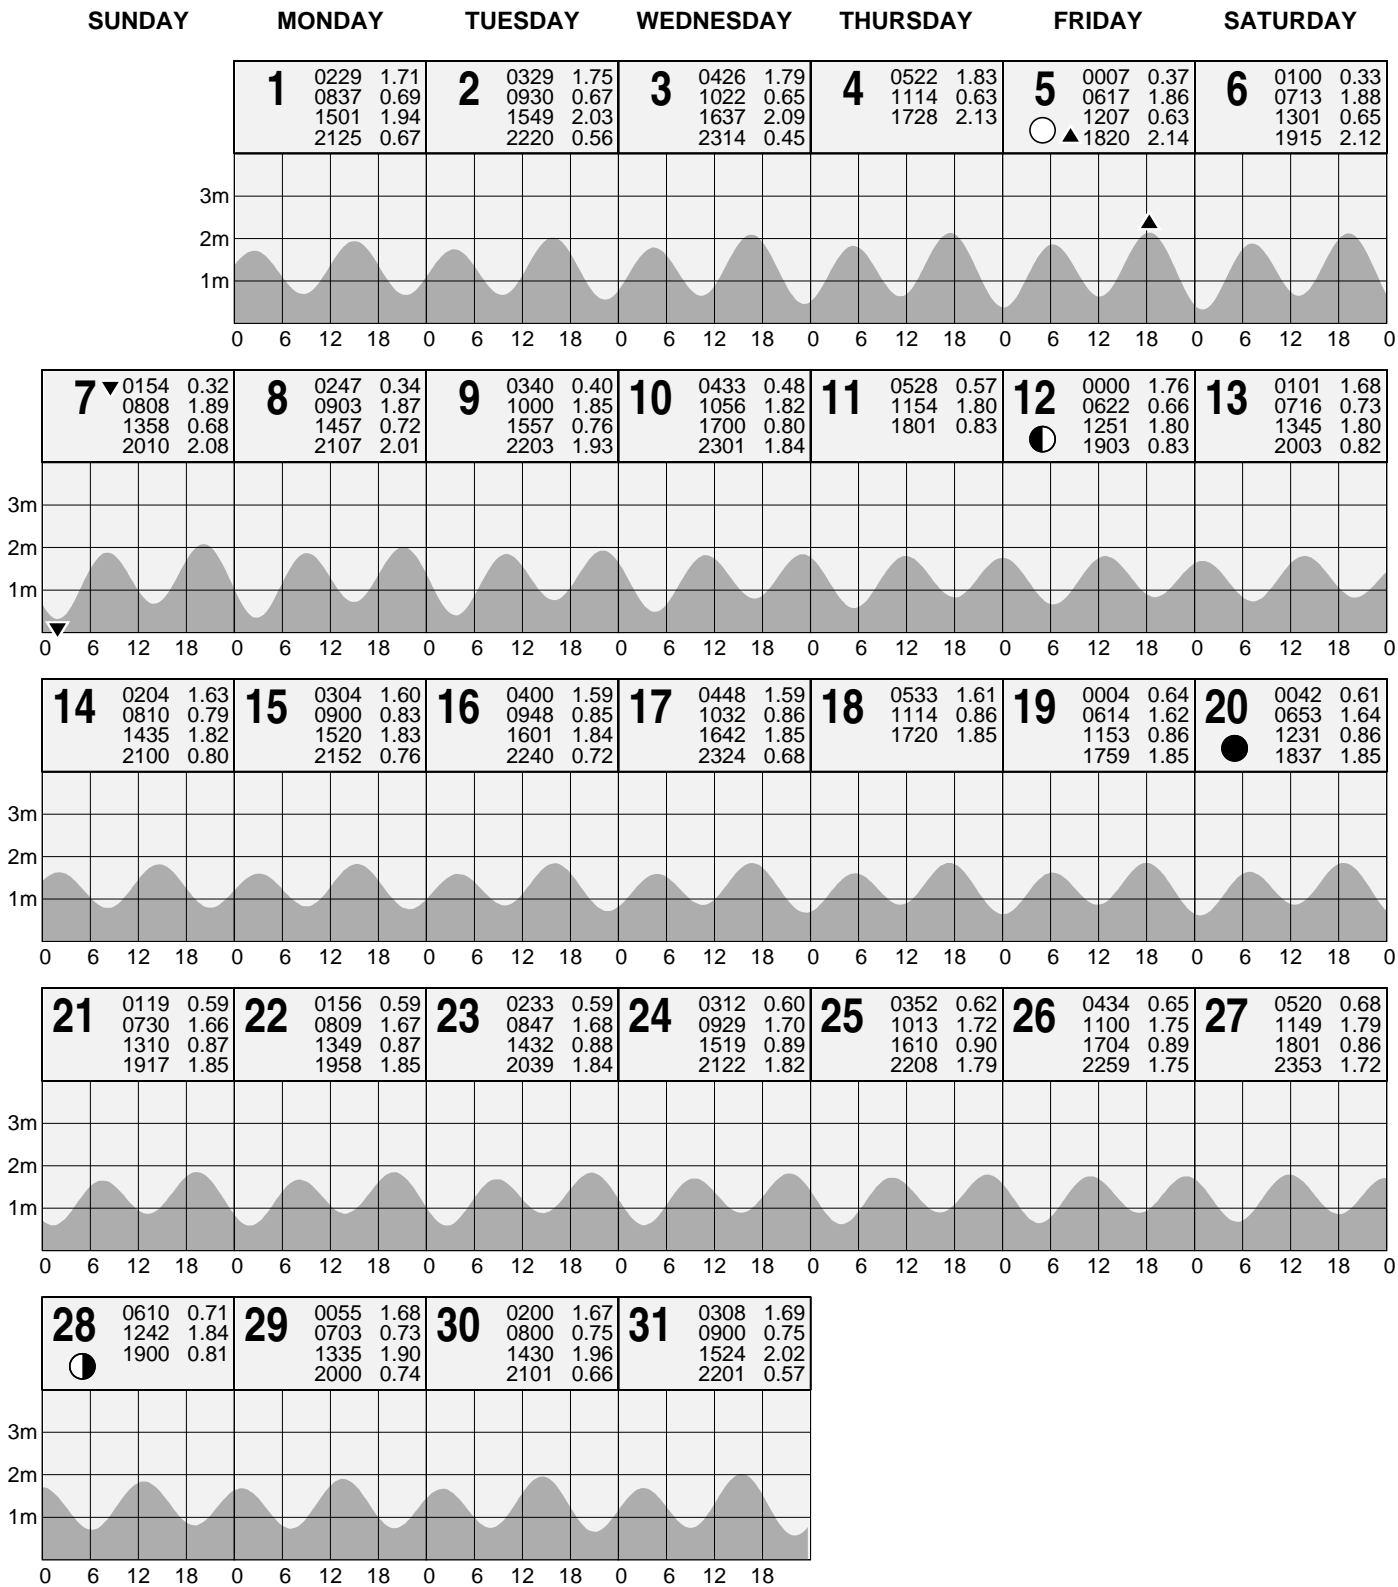 SUNDAY MONDAY TUESDAY WEDNESDAY THURSDAY FRIDAY SATURDAY
1 0229 1.71 2 0329 1.75 3 0426 1.79 4 0522 1.83 5 0007 0.37 6 0100 0.33
0837 0.69 0930 0.67 1022 0.65 1114 0.63 0617 1.86 0713 1.88
1501 1.94 1549 2.03 1637 2.09 1728 2.13 1207 0.63 1301 0.65
2125 0.67 2220 0.56 2314 0.45 1820 2.14 1915 2.12
3m
2m
1m
0 6 12 18 0 6 12 18 0 6 12 18 0 6 12 18 0 6 12 18 0 6 12 18 0
7 0154 0.32 8 0247 0.34 9 0340 0.40 10 0433 0.48 11 0528 0.57 12 0000 1.76 13 0101 1.68
0808 1.89 0903 1.87 1000 1.85 1056 1.82 1154 1.80 0622 0.66 0716 0.73
1358 0.68 1457 0.72 1557 0.76 1700 0.80 1801 0.83 1251 1.80 1345 1.80
2010 2.08 2107 2.01 2203 1.93 2301 1.84 1903 0.83 2003 0.82
3m
2m
1m
0 6 12 18 0 6 12 18 0 6 12 18 0 6 12 18 0 6 12 18 0 6 12 18 0 6 12 18 0
14 0204 1.63 15 0304 1.60 16 0400 1.59 17 0448 1.59 18 0533 1.61 19 0004 0.64 20 0042 0.61
0810 0.79 0900 0.83 0948 0.85 1032 0.86 1114 0.86 0614 1.62 0653 1.64
1435 1.82 1520 1.83 1601 1.84 1642 1.85 1720 1.85 1153 0.86 1231 0.86
2100 0.80 2152 0.76 2240 0.72 2324 0.68 1759 1.85 1837 1.85
3m
2m
1m
0 6 12 18 0 6 12 18 0 6 12 18 0 6 12 18 0 6 12 18 0 6 12 18 0 6 12 18 0
21 0119 0.59 22 0156 0.59 23 0233 0.59 24 0312 0.60 25 0352 0.62 26 0434 0.65 27 0520 0.68
0730 1.66 0809 1.67 0847 1.68 0929 1.70 1013 1.72 1100 1.75 1149 1.79
1310 0.87 1349 0.87 1432 0.88 1519 0.89 1610 0.90 1704 0.89 1801 0.86
1917 1.85 1958 1.85 2039 1.84 2122 1.82 2208 1.79 2259 1.75 2353 1.72
3m
2m
1m
0 6 12 18 0 6 12 18 0 6 12 18 0 6 12 18 0 6 12 18 0 6 12 18 0 6 12 18 0
28 0610 0.71 29 0055 1.68 30 0200 1.67 31 0308 1.69
1242 1.84 0703 0.73 0800 0.75 0900 0.75
1900 0.81 1335 1.90 1430 1.96 1524 2.02
2000 0.74 2101 0.66 2201 0.57
3m
2m
1m
0 6 12 18 0 6 12 18 0 6 12 18 0 6 12 18